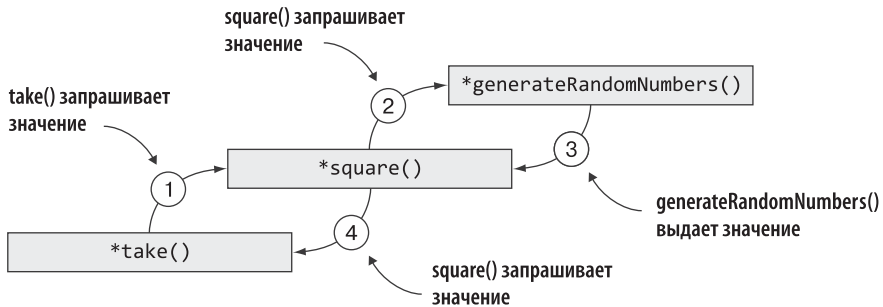 square() запрашивает
значение
*generateRandomNumbers()
take() запрашивает
значение
2
3
*square()
1
generateRandomNumbers()
выдает значение
4
*take()
square() запрашивает
значение